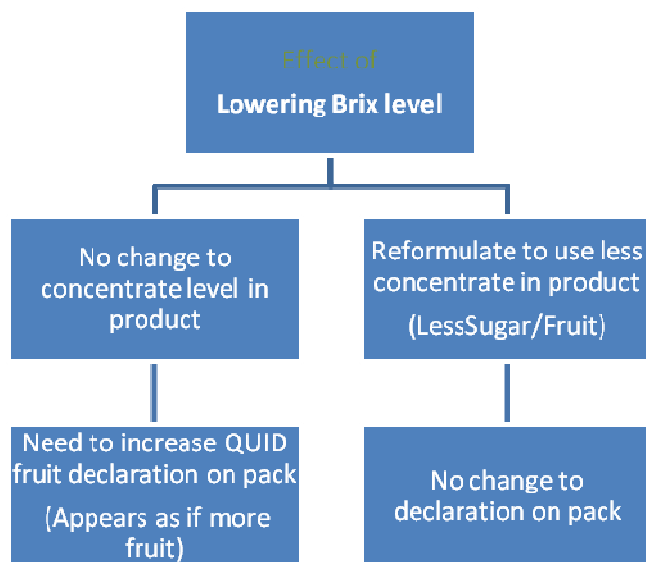 Effect of
Lowering Brix level
No change to
concentrate level in
product
Reformulate to use less
concentrate in product
(LessSugar/Fruit)
Need to increase QUID
fruit declaration on pack
(Appears as if more
fruit)
No change to
declaration on pack